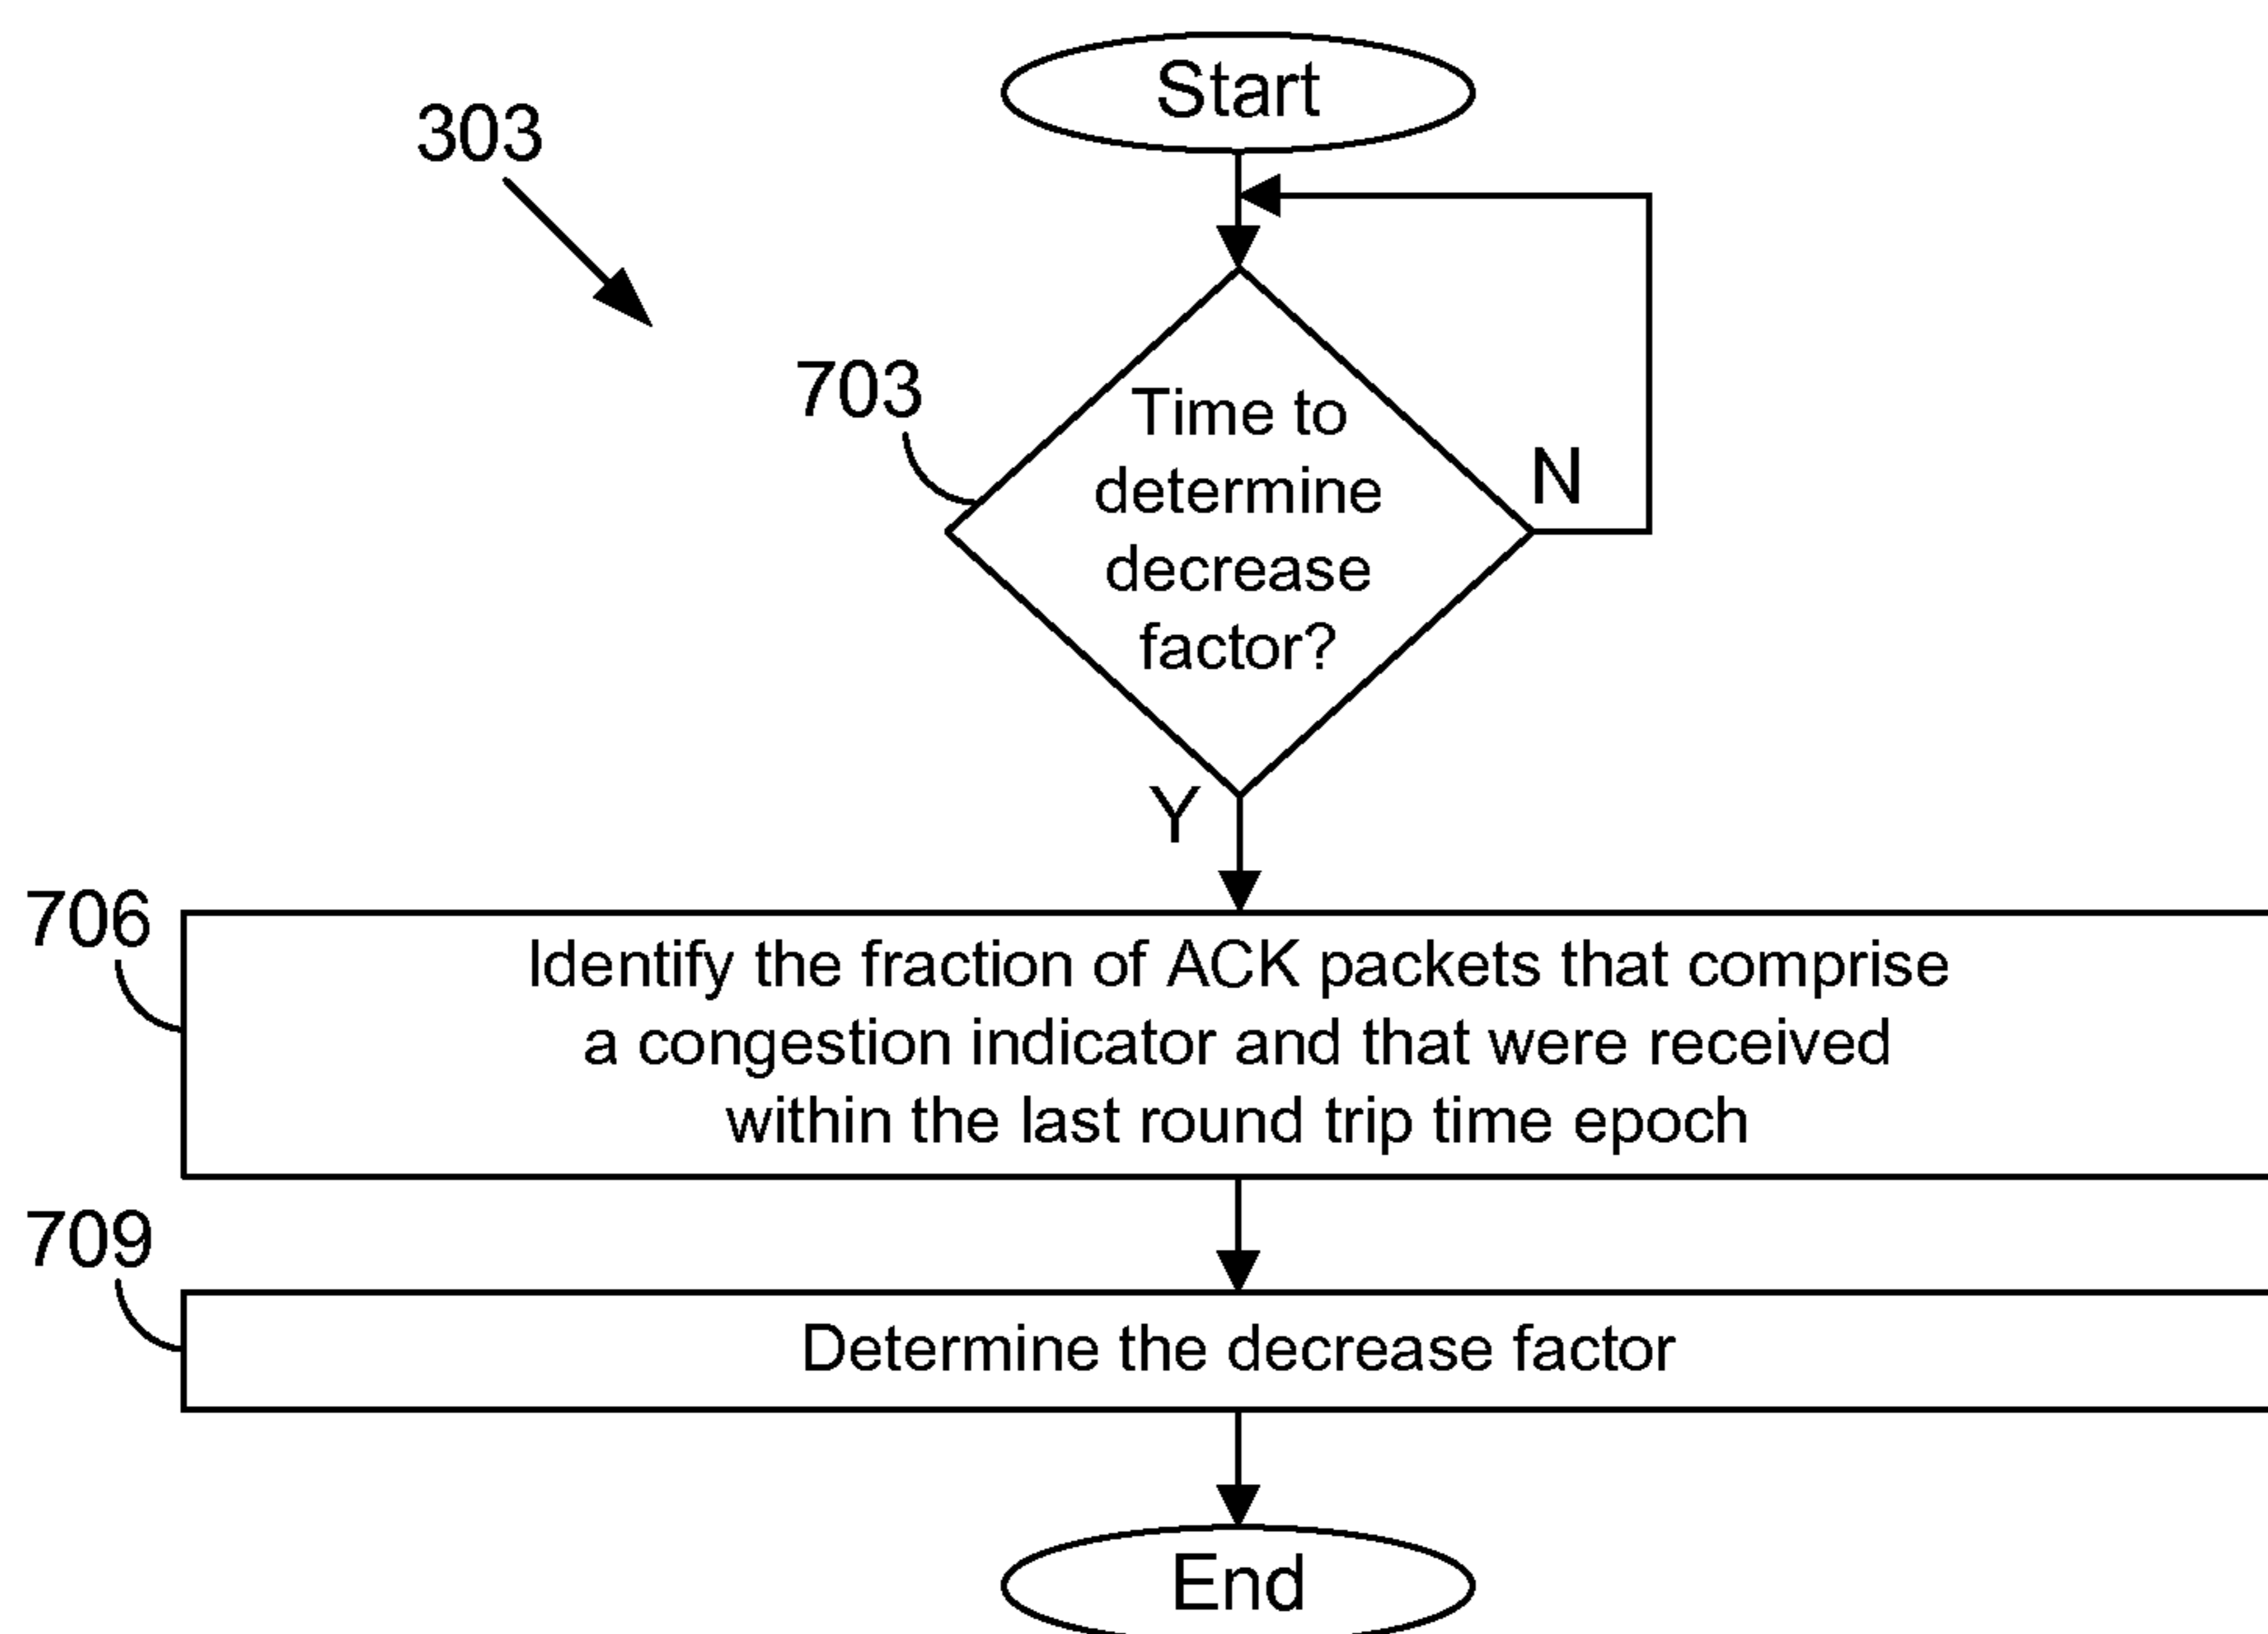 Start
303
703
Time to
determine
decrease
factor?
N
Y
706
Identify the fraction of ACK packets that comprise
a congestion indicator and that were received
within the last round trip time epoch
709
Determine the decrease factor
End